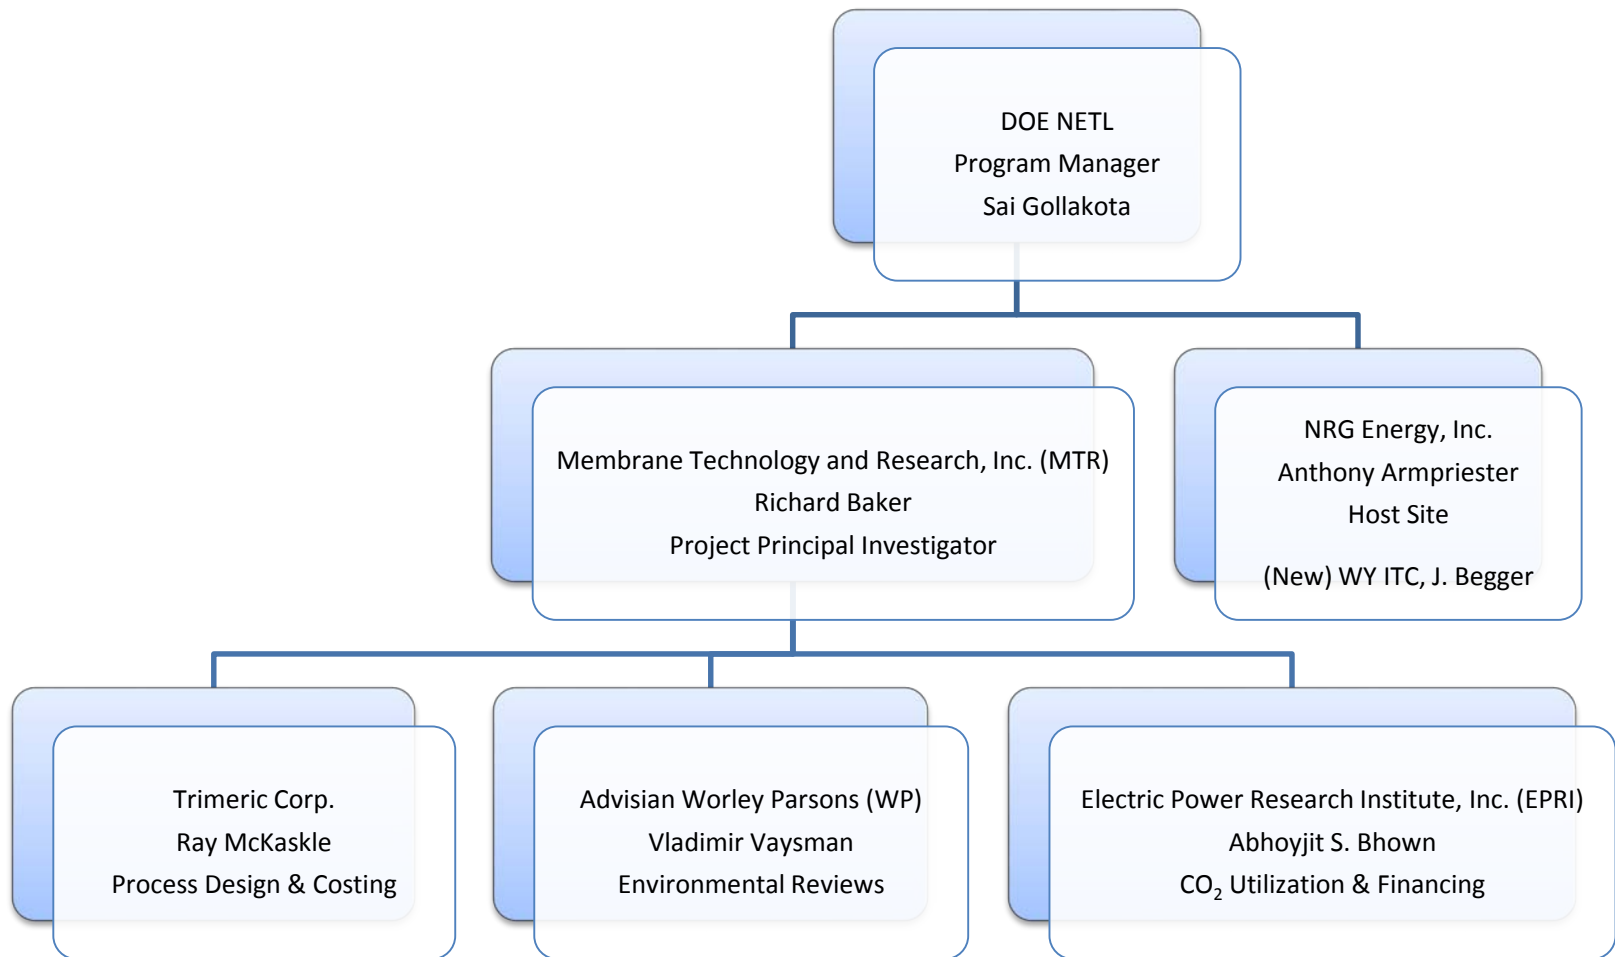 DOE NETL
Program Manager
Sai Gollakota
Membrane Technology and Research, Inc. (MTR)
Richard Baker
Project Principal Investigator
NRG Energy, Inc.
Anthony Armpriester
Host Site
(New) WY ITC, J. Begger
Trimeric Corp.
Ray McKaskle
Process Design & Costing
Advisian Worley Parsons (WP)
Vladimir Vaysman
Environmental Reviews
Electric Power Research Institute, Inc. (EPRI)
Abhoyjit S. Bhown
CO₂ Utilization & Financing